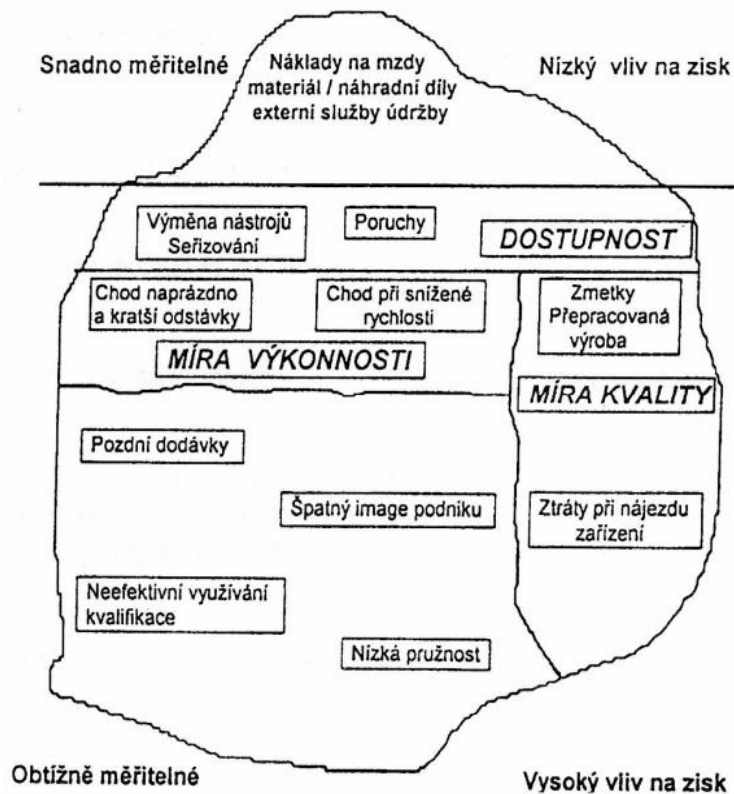 Snadno měřitelné
Náklady na mzdy
materiál / náhradní díly
externí služby údržby
Nízký vliv na zisk
Výměna nástrojů
Seřizování
Poruchy
DOSTUPNOST
Chod naprázdno
a kratší odstávky
Chod při snížené
rychlosti
Zmetky
Přepracovaná
výroba
MÍRA VÝKONNOSTI
MÍRA KVALITY
Pozdní dodávky
Špatný image podniku
Ztráty při nájezdu
zařízení
Neefektivní využívání
kvalifikace
Nízká pružnost
Obtížně měřitelné
Vysoký vliv na zisk